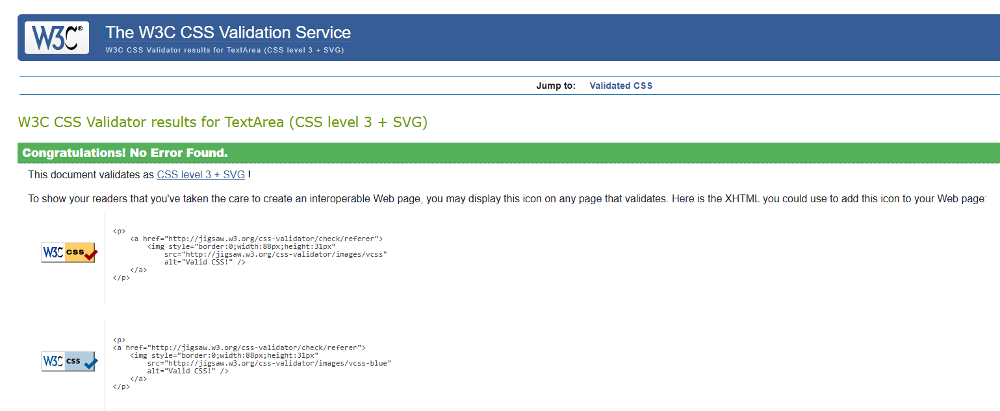 W3C®
The W3C CSS Validation Service
W3C CSS Validator results for TextArea (CSS level 3 + SVG)
Jump to: Validated CSS
W3C CSS Validator results for TextArea (CSS level 3 + SVG)
Congratulations! No Error Found.
This document validates as CSS level 3 + SVG !
To show your readers that you've taken the care to create an interoperable Web page, you may display this icon on any page that validates. Here is the XHTML you could use to add this icon to your Web page:
W3C css
<p>
<a href="http://jigsaw.w3.org/css-validator/check/referer">
<img style="border:0;width:88px;height:31px"
src="http://jigsaw.w3.org/css-validator/images/vcss"
alt="Valid CSS!" />
</a>
</p>
W3C css
<p>
<a href="http://jigsaw.w3.org/css-validator/check/referer">
<img style="border:0;width:88px;height:31px"
src="http://jigsaw.w3.org/css-validator/images/vcss-blue"
alt="Valid CSS!" />
</a>
</p>